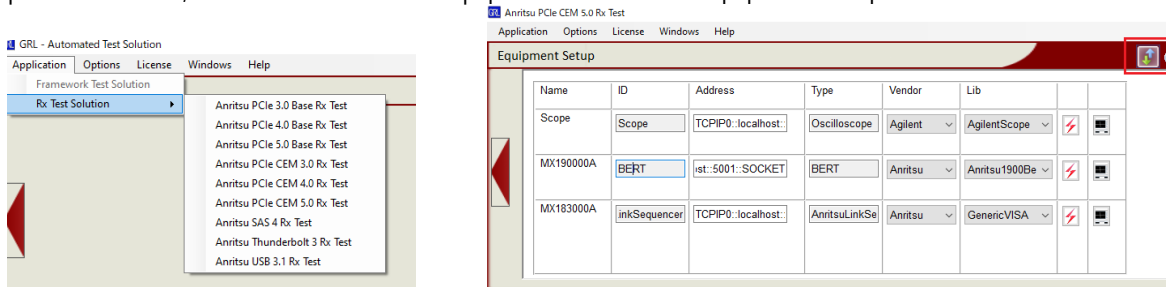 GRL Anritsu PCIe CEM 5.0 Rx Test
Application Options License Windows Help
Equipment Setup
Name ID Address Type Vendor Lib
Scope Scope TCPIP0::localhost:: Oscilloscope Agilent AgilentScope
MX190000A BERT ıst::5001::SOCKET BERT Anritsu Anritsu1900Be
MX183000A inkSequencer TCPIP0::localhost:: AnritsuLinkSe Anritsu GenericVISA
GRL - Automated Test Solution
Application Options License Windows Help
Framework Test Solution
Rx Test Solution
Anritsu PCIe 3.0 Base Rx Test
Anritsu PCIe 4.0 Base Rx Test
Anritsu PCIe 5.0 Base Rx Test
Anritsu PCIe CEM 3.0 Rx Test
Anritsu PCIe CEM 4.0 Rx Test
Anritsu PCIe CEM 5.0 Rx Test
Anritsu SAS 4 Rx Test
Anritsu Thunderbolt 3 Rx Test
Anritsu USB 3.1 Rx Test